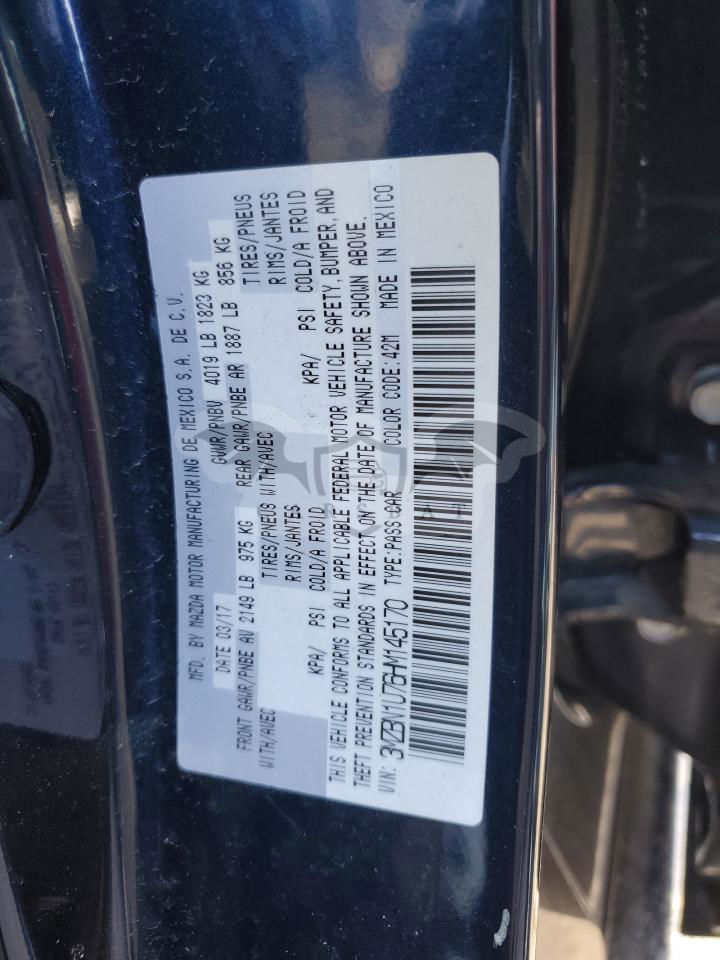 MFD. BY MAZDA MOTOR MANUFACTURING DE MEXICO S.A. DE C.V.
DATE 03/17 GVWR/PNBV 4019 LB 1823 KG
FRONT GAWR/PNBE AV 2149 LB 975 KG REAR GAWR/PNBE AR 1887 LB 856 KG
WITH/AVEC TIRES/PNEUS WITH/AVEC TIRES/PNEUS
RIMS/JANTES RIMS/JANTES
KPA/ PSI COLD/A FROID KPA/ PSI COLD/A FROID
THIS VEHICLE CONFORMS TO ALL APPLICABLE FEDERAL MOTOR VEHICLE SAFETY, BUMPER, AND
THEFT PREVENTION STANDARDS IN EFFECT ON THE DATE OF MANUFACTURE SHOWN ABOVE.
VIN: 3MZBN1U76HM145170 TYPE:PASS CAR COLOR CODE:42M MADE IN MEXICO